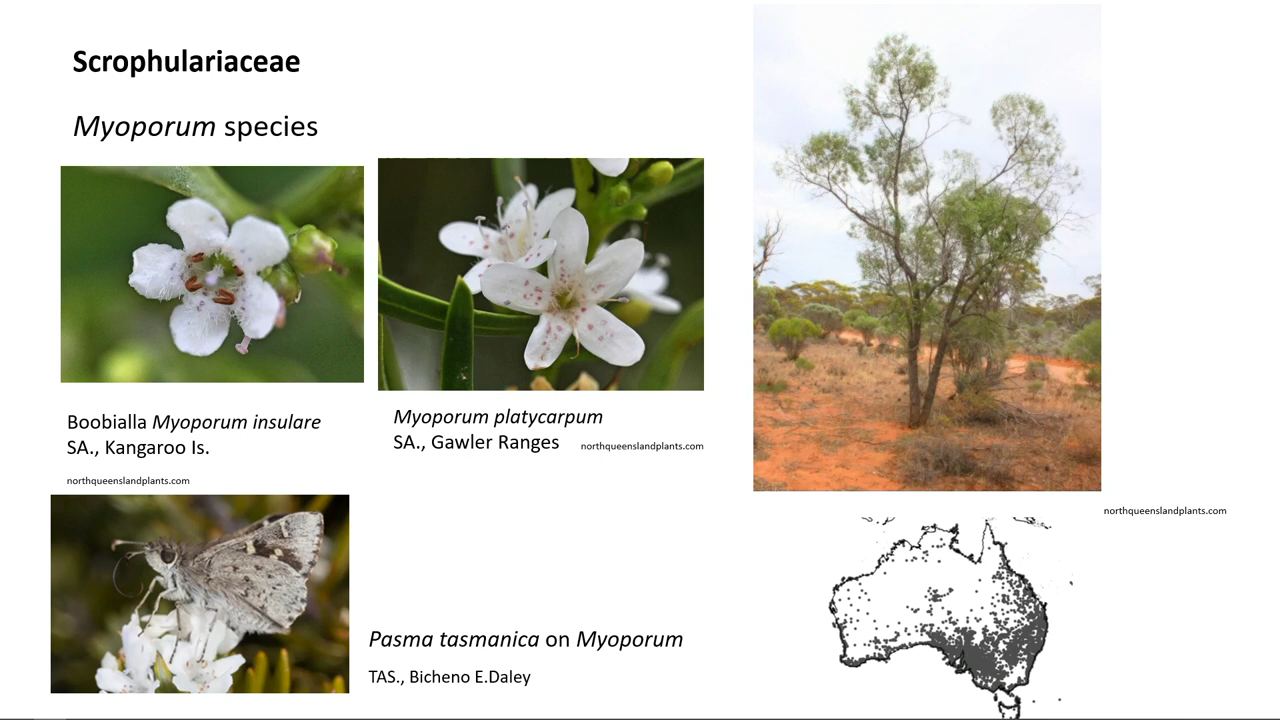 Scrophulariaceae
Myoporum species
Boobialla Myoporum insulare
SA., Kangaroo Is.
northqueenslandplants.com
Myoporum platycarpum
SA., Gawler Ranges
northqueenslandplants.com
northqueenslandplants.com
Pasma tasmanica on Myoporum
TAS., Bicheno E.Daley